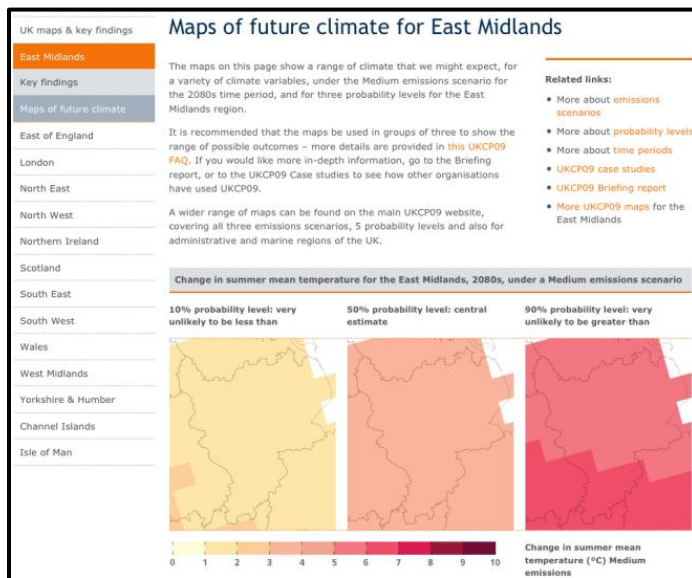 UK maps & key findings
East Midlands
Key findings
Maps of future climate
East of England
London
North East
North West
Northern Ireland
Scotland
South East
South West
Wales
West Midlands
Yorkshire & Humber
Channel Islands
Isle of Man
Maps of future climate for East Midlands
The maps on this page show a range of climate that we might expect, for
a variety of climate variables, under the Medium emissions scenario for
the 2080s time period, and for three probability levels for the East
Midlands region.
It is recommended that the maps be used in groups of three to show the
range of possible outcomes – more details are provided in this UKCP09
FAQ. If you would like more in-depth information, go to the Briefing
report, or to the UKCP09 Case studies to see how other organisations
have used UKCP09.
A wider range of maps can be found on the main UKCP09 website,
covering all three emissions scenarios, 5 probability levels and also for
administrative and marine regions of the UK.
Related links:
• More about emissions
scenarios
• More about probability levels
• More about time periods
• UKCP09 case studies
• UKCP09 Briefing report
• More UKCP09 maps for the
East Midlands
Change in summer mean temperature for the East Midlands, 2080s, under a Medium emissions scenario
10% probability level: very
unlikely to be less than
50% probability level: central
estimate
90% probability level: very
unlikely to be greater than
0 1 2 3 4 5 6 7 8 9 10
Change in summer mean
temperature (°C) Medium
emissions